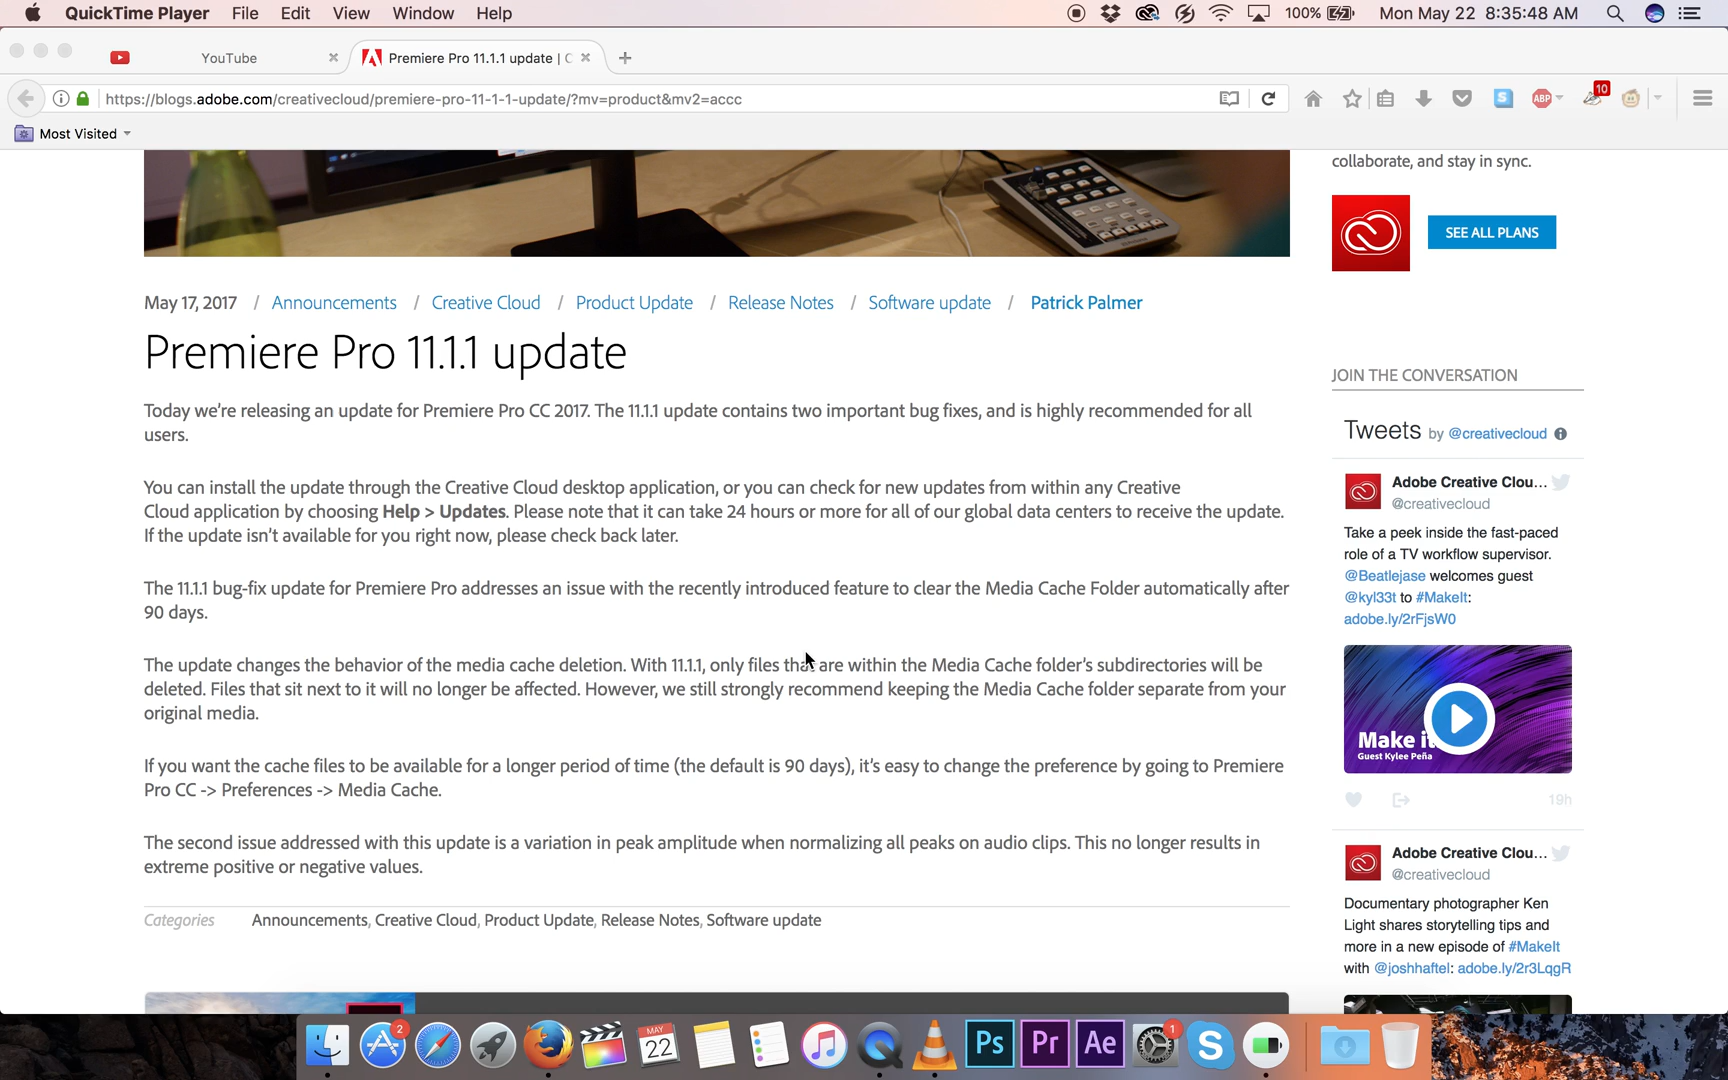 QuickTime Player File Edit View Window Help 100% Mon May 22 8:35:48 AM
YouTube
Premiere Pro 11.1.1 update | C
https://blogs.adobe.com/creativecloud/premiere-pro-11-1-1-update/?mv=product&mv2=accc
S ABP 10
Most Visited
collaborate, and stay in sync.
SEE ALL PLANS
May 17, 2017 / Announcements / Creative Cloud / Product Update / Release Notes / Software update / Patrick Palmer
Premiere Pro 11.1.1 update
Today we're releasing an update for Premiere Pro CC 2017. The 11.1.1 update contains two important bug fixes, and is highly recommended for all
users.
You can install the update through the Creative Cloud desktop application, or you can check for new updates from within any Creative
Cloud application by choosing Help > Updates. Please note that it can take 24 hours or more for all of our global data centers to receive the update.
If the update isn't available for you right now, please check back later.
The 11.1.1 bug-fix update for Premiere Pro addresses an issue with the recently introduced feature to clear the Media Cache Folder automatically after
90 days.
The update changes the behavior of the media cache deletion. With 11.1.1, only files that are within the Media Cache folder's subdirectories will be
deleted. Files that sit next to it will no longer be affected. However, we still strongly recommend keeping the Media Cache folder separate from your
original media.
If you want the cache files to be available for a longer period of time (the default is 90 days), it's easy to change the preference by going to Premiere
Pro CC -> Preferences -> Media Cache.
The second issue addressed with this update is a variation in peak amplitude when normalizing all peaks on audio clips. This no longer results in
extreme positive or negative values.
Categories Announcements, Creative Cloud, Product Update, Release Notes, Software update
JOIN THE CONVERSATION
Tweets by @creativecloud
Adobe Creative Clou...
@creativecloud
Take a peek inside the fast-paced
role of a TV workflow supervisor.
@Beatlejase welcomes guest
@kyl33t to #MakeIt:
adobe.ly/2rFjsW0
Make it
Guest Kylee Peña
19h
Adobe Creative Clou...
@creativecloud
Documentary photographer Ken
Light shares storytelling tips and
more in a new episode of #MakeIt
with @joshhaftel: adobe.ly/2r3LqgR
2 MAY 22 Ps Pr Ae 1 S